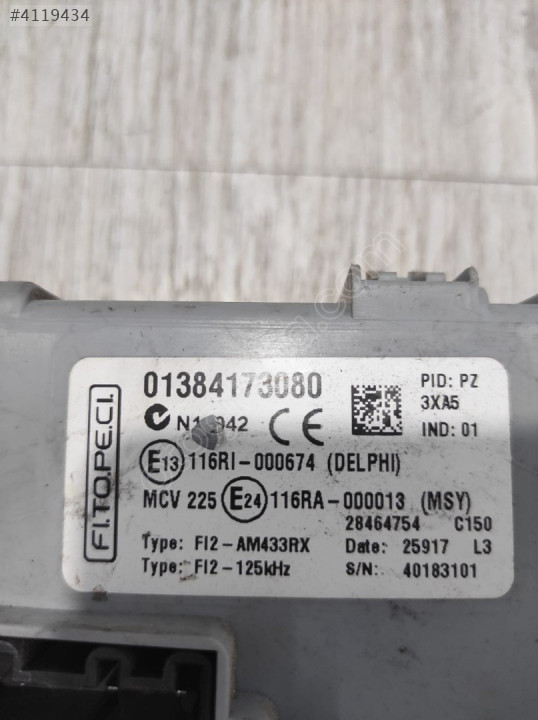 #4119434
01384173080
PID: PZ
3XA5
IND: 01
CE
E13 116RI-000674 (DELPHI)
MCV 225 E24 116RA-000013 (MSY)
28464754 C150
Type: FI2-AM433RX Date: 25917 L3
Type: FI2-125kHz S/N: 40183101
F.I.TO.PE.C.I.